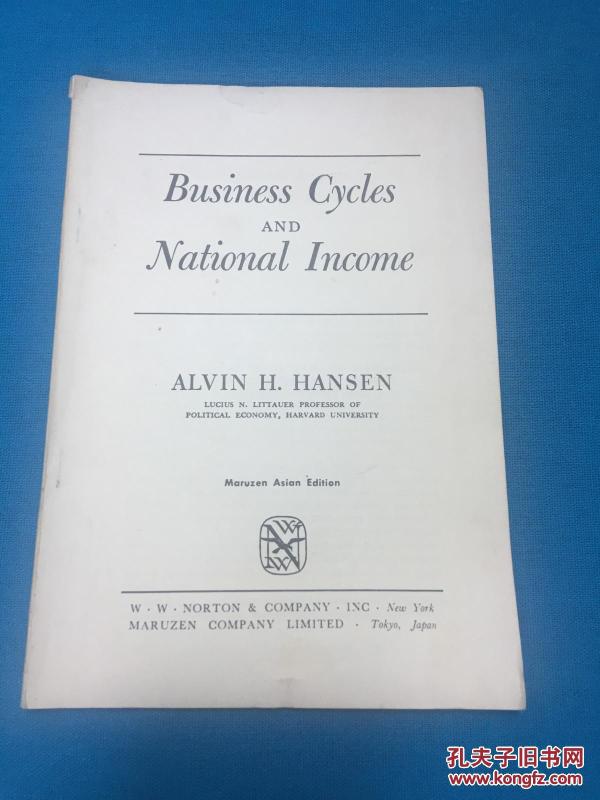 Business Cycles
AND
National Income
ALVIN H. HANSEN
LUCIUS N. LITTAUER PROFESSOR OF
POLITICAL ECONOMY, HARVARD UNIVERSITY
Maruzen Asian Edition
W W
N
W W
W · W · NORTON & COMPANY · INC · New York
MARUZEN COMPANY LIMITED · Tokyo, Japan
孔夫子旧书网
www.kongfz.com